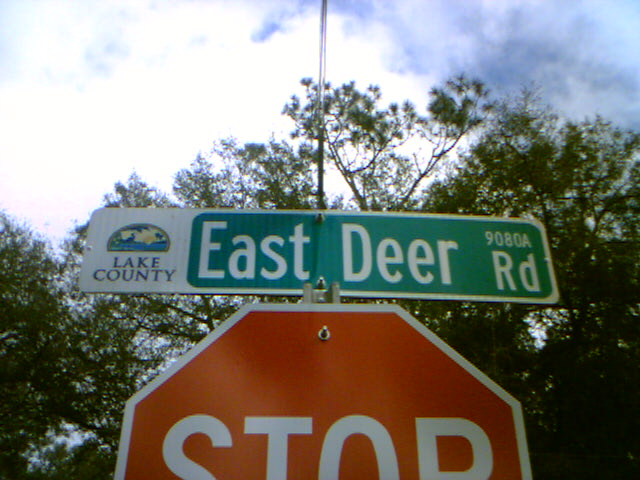 LAKE
COUNTY
East Deer Rd
9080A
STOP